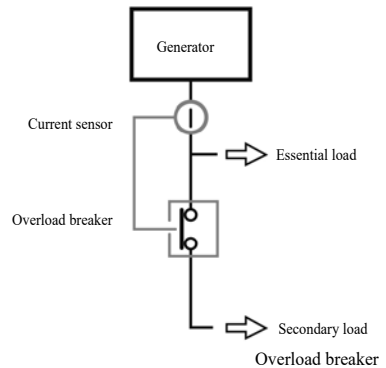 Generator
Current sensor
Essential load
Overload breaker
Secondary load
Overload breaker